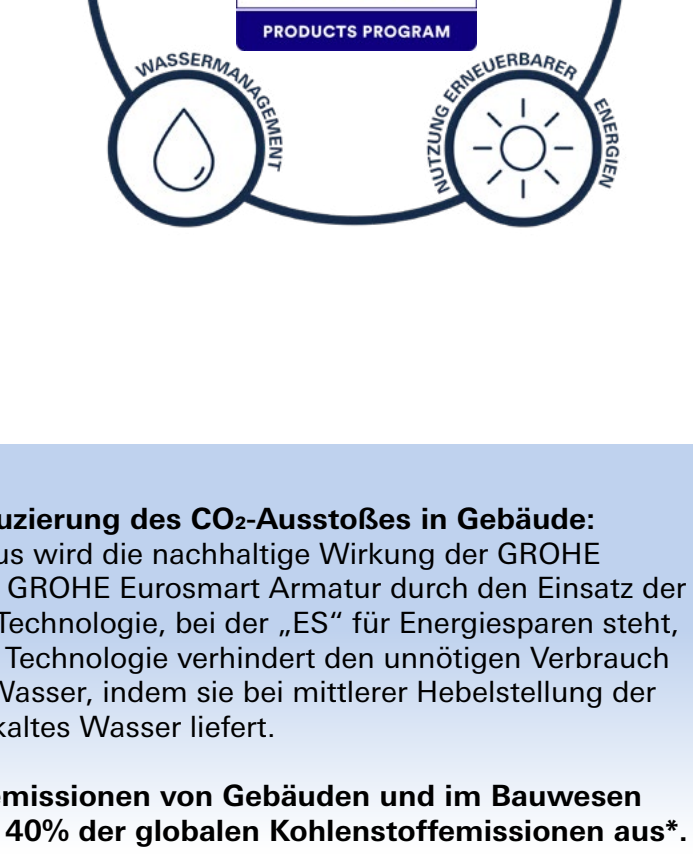 PRODUCTS PROGRAM
WASSERMANAGEMENT
NUTZUNG ERNEUERBARER ENERGIEN
uzierung des CO₂-Ausstoßes in Gebäude:
us wird die nachhaltige Wirkung der GROHE
GROHE Eurosmart Armatur durch den Einsatz der
Technologie, bei der „ES“ für Energiesparen steht,
Technologie verhindert den unnötigen Verbrauch
Wasser, indem sie bei mittlerer Hebelstellung der
kaltes Wasser liefert.
emissionen von Gebäuden und im Bauwesen
40% der globalen Kohlenstoffemissionen aus*.